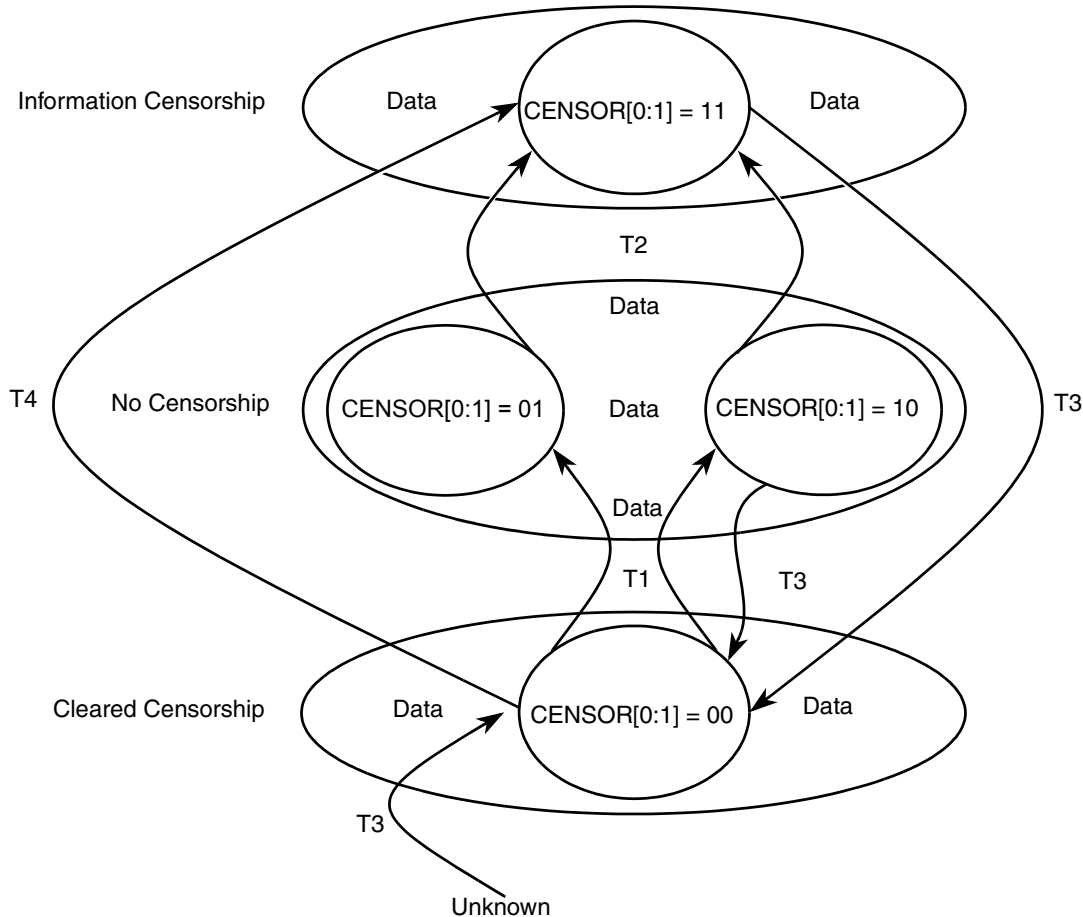 Information Censorship
Data
CENSOR[0:1] = 11
Data
T2
Data
T4
No Censorship
CENSOR[0:1] = 01
Data
CENSOR[0:1] = 10
T3
Data
T1
T3
Cleared Censorship
Data
CENSOR[0:1] = 00
Data
T3
Unknown